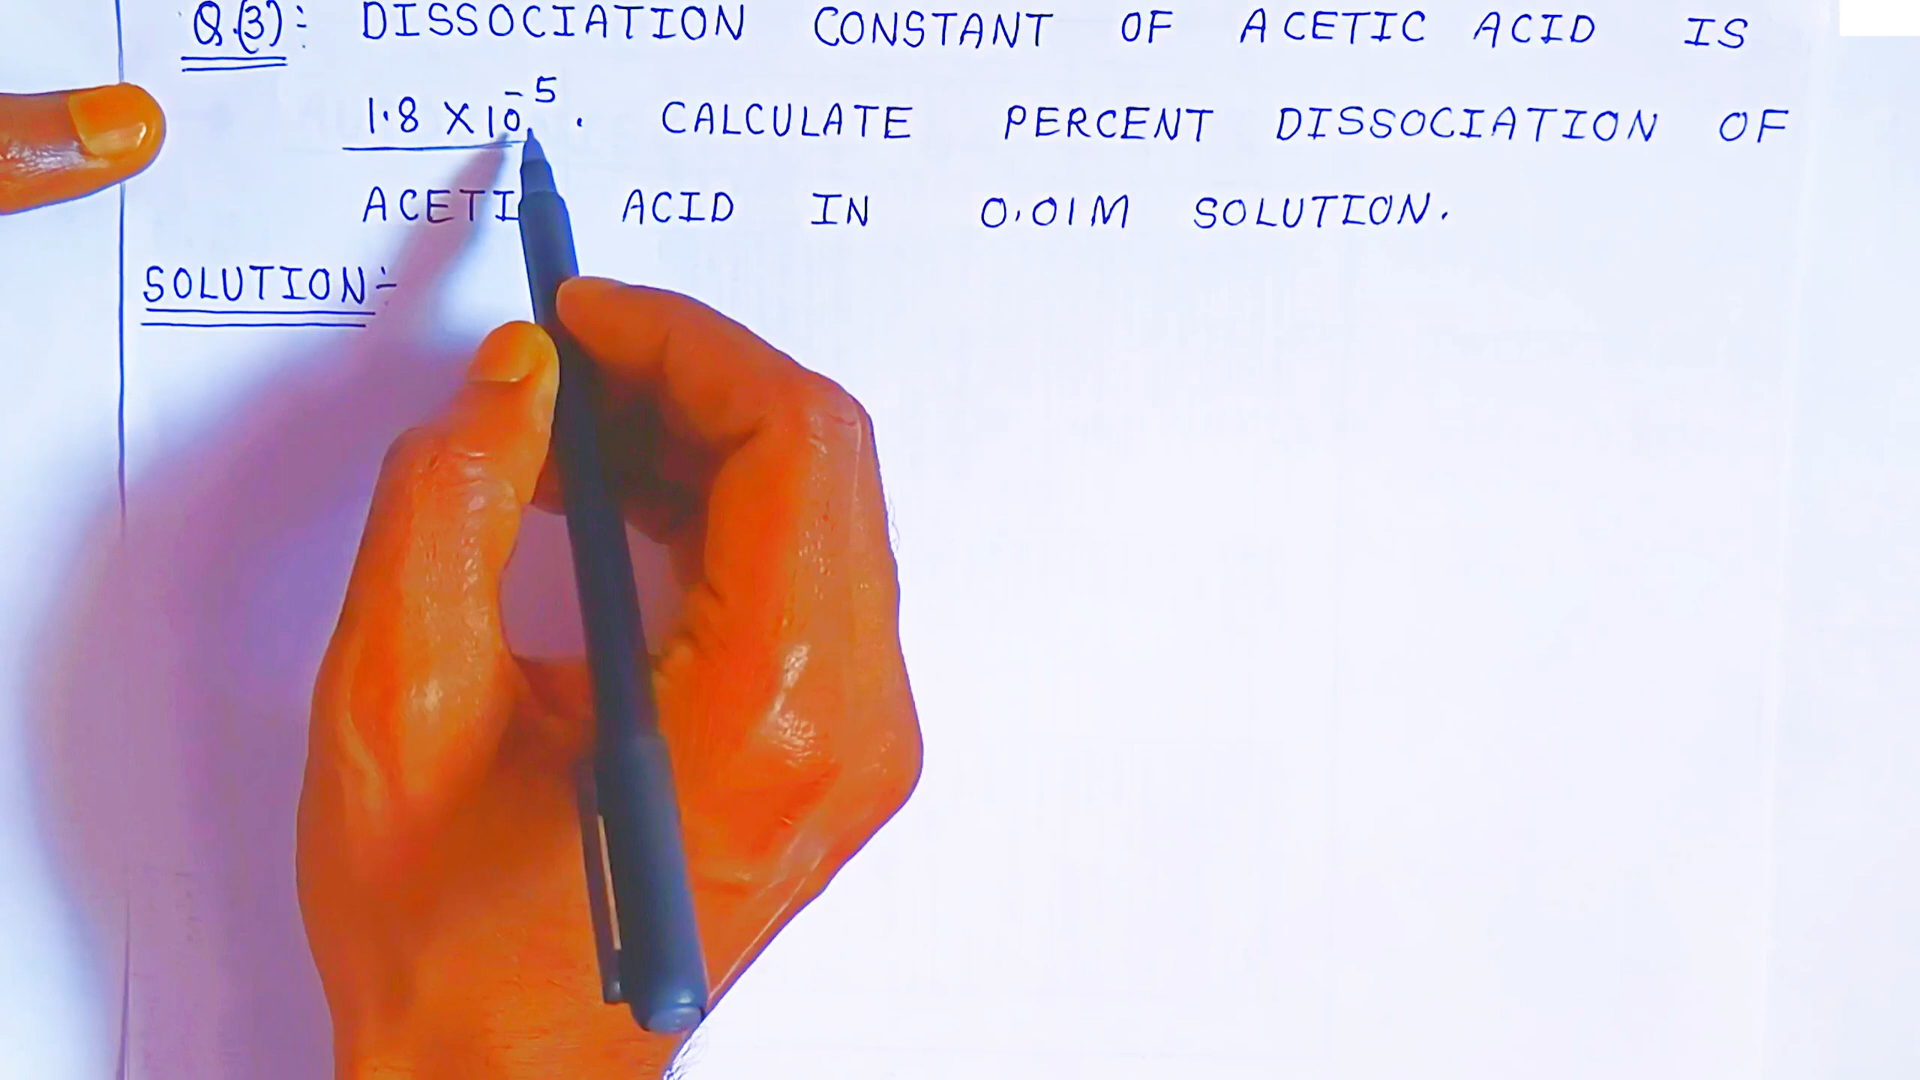 Q.(3):- DISSOCIATION CONSTANT OF ACETIC ACID IS
1.8 × 10⁻⁵. CALCULATE PERCENT DISSOCIATION OF
ACETI ACID IN 0.01M SOLUTION.
SOLUTION:-